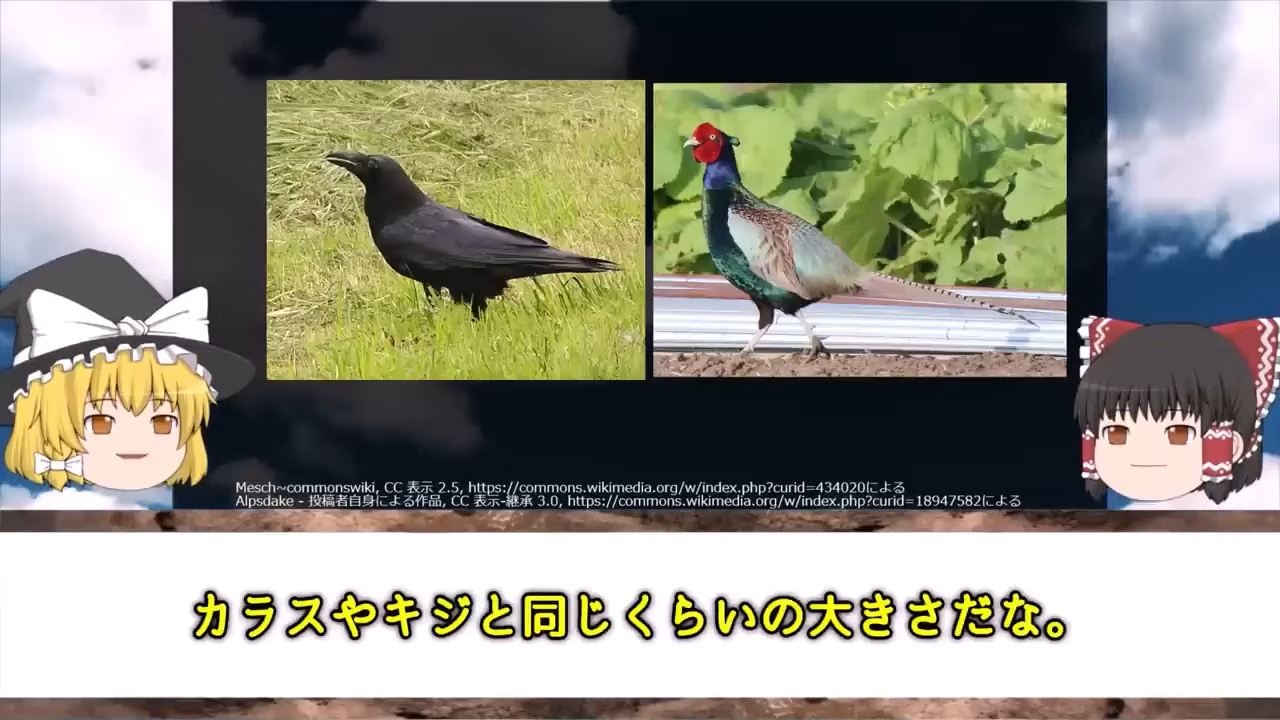 Mesch~commonswiki, CC 表示 2.5, https://commons.wikimedia.org/w/index.php?curid=434020による
Alpsdake - 投稿者自身による作品, CC 表示-継承 3.0, https://commons.wikimedia.org/w/index.php?curid=18947582による
カラスやキジと同じくらいの大きさだな。